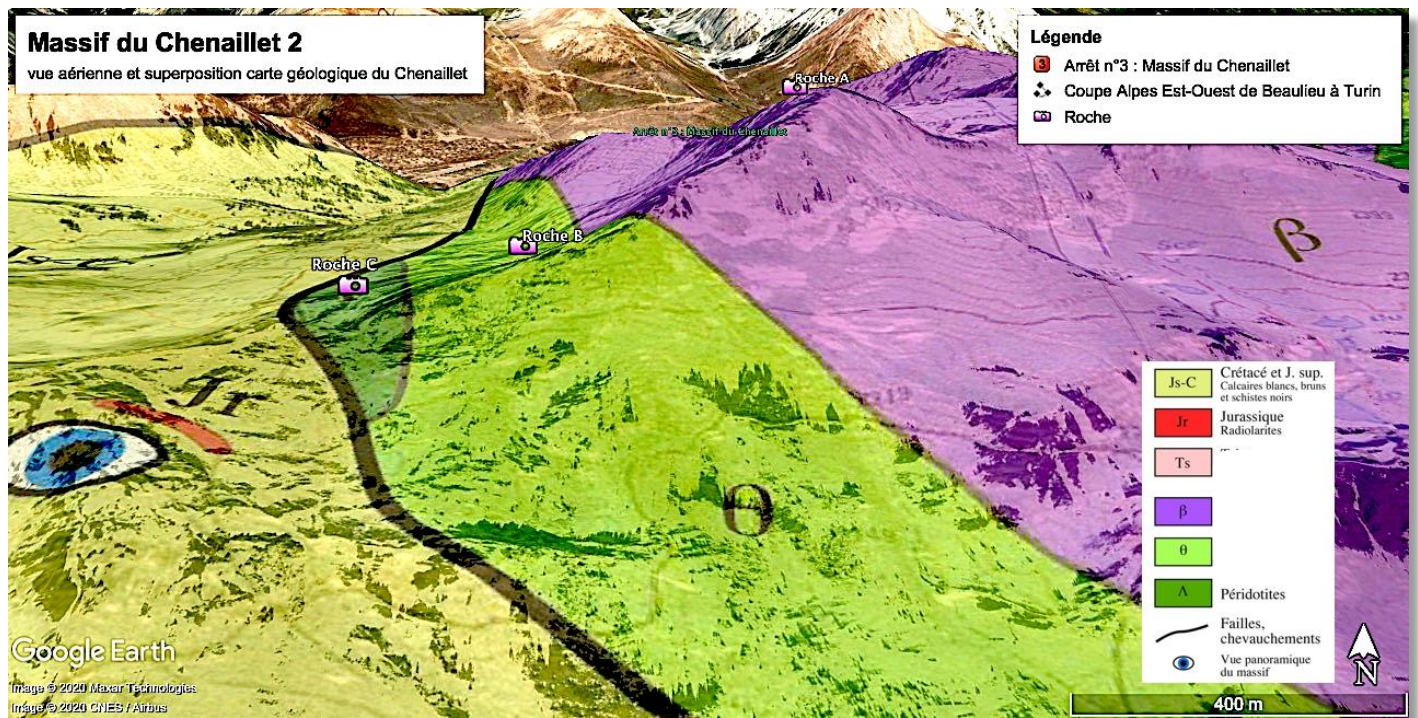 Massif du Chenaillet 2
vue aérienne et superposition carte géologique du Chenaillet
Légende
Arrêt n°3 : Massif du Chenaillet
Coupe Alpes Est-Ouest de Beaulieu à Turin
Roche
Roche A
Arrêt n°3 : Massif du Chenaillet
Roche B
Roche C
β
Jr
θ
Js-C
Crétacé et J. sup.
Calcaires blancs, bruns
et schistes noirs
Jr
Jurassique
Radiolarites
Ts
β
θ
Λ
Péridotites
Failles,
chevauchements
Vue panoramique
du massif
N
400 m
Google Earth
Image © 2020 Maxar Technologies
Image © 2020 CNES / Airbus